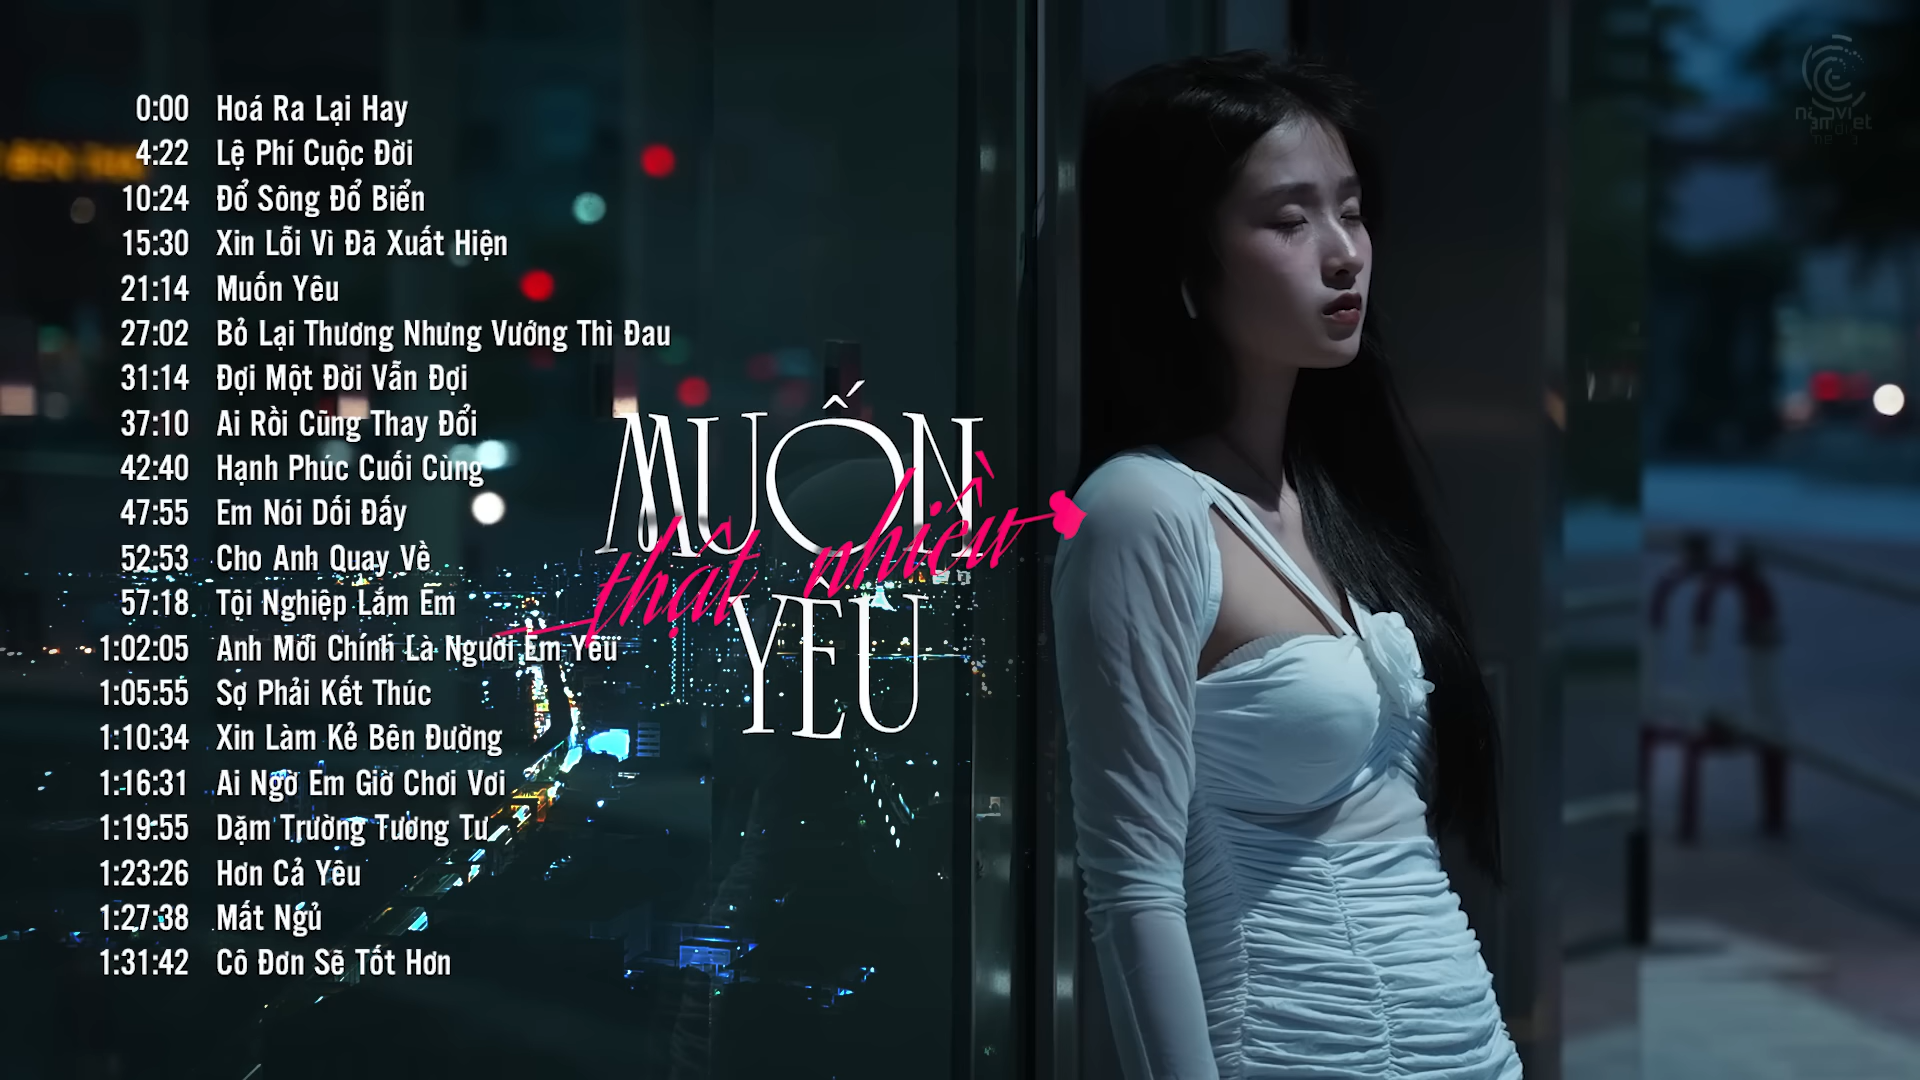 0:00 Hoá Ra Lại Hay
4:22 Lệ Phí Cuộc Đời
10:24 Đổ Sông Đổ Biển
15:30 Xin Lỗi Vì Đã Xuất Hiện
21:14 Muốn Yêu
27:02 Bỏ Lại Thương Nhưng Vướng Thì Đau
31:14 Đợi Một Đời Vẫn Đợi
37:10 Ai Rồi Cũng Thay Đổi
42:40 Hạnh Phúc Cuối Cùng
47:55 Em Nói Dối Đấy
52:53 Cho Anh Quay Về
57:18 Tội Nghiệp Lắm Em
1:02:05 Anh Mới Chính Là Người Em Yêu
1:05:55 Sợ Phải Kết Thúc
1:10:34 Xin Làm Kẻ Bên Đường
1:16:31 Ai Ngờ Em Giờ Chơi Vơi
1:19:55 Dặm Trường Tương Tư
1:23:26 Hơn Cả Yêu
1:27:38 Mất Ngủ
1:31:42 Cô Đơn Sẽ Tốt Hơn
MUỐN
thật nhiều
YÊU